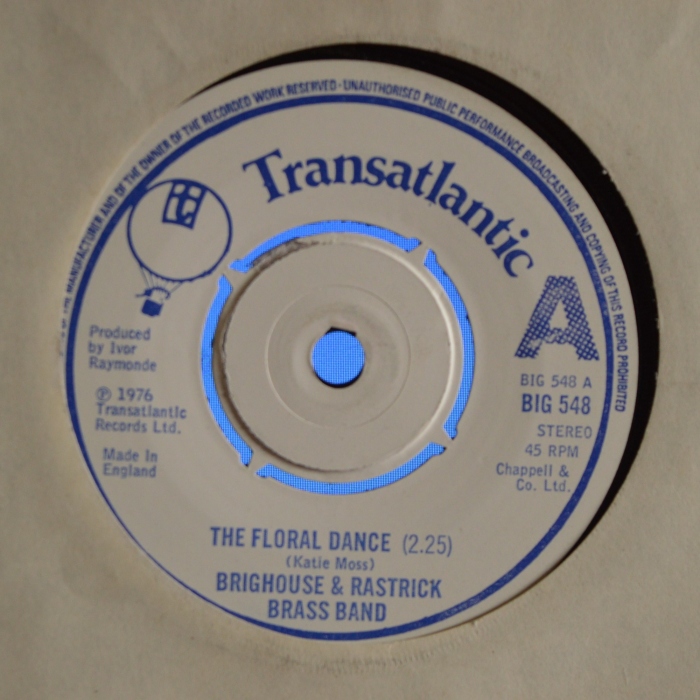 OF THE MANUFACTURER AND OF THE OWNER OF THE RECORDED WORK RESERVED · UNAUTHORISED PUBLIC PERFORMANCE BROADCASTING AND COPYING OF THIS RECORD PROHIBITED
Transatlantic
A
Produced
by Ivor
Raymonde
℗ 1976
Transatlantic
Records Ltd.
Made In
England
BIG 548 A
BIG 548
STEREO
45 RPM
Chappell &
Co. Ltd.
THE FLORAL DANCE (2.25)
(Katie Moss)
BRIGHOUSE & RASTRICK
BRASS BAND